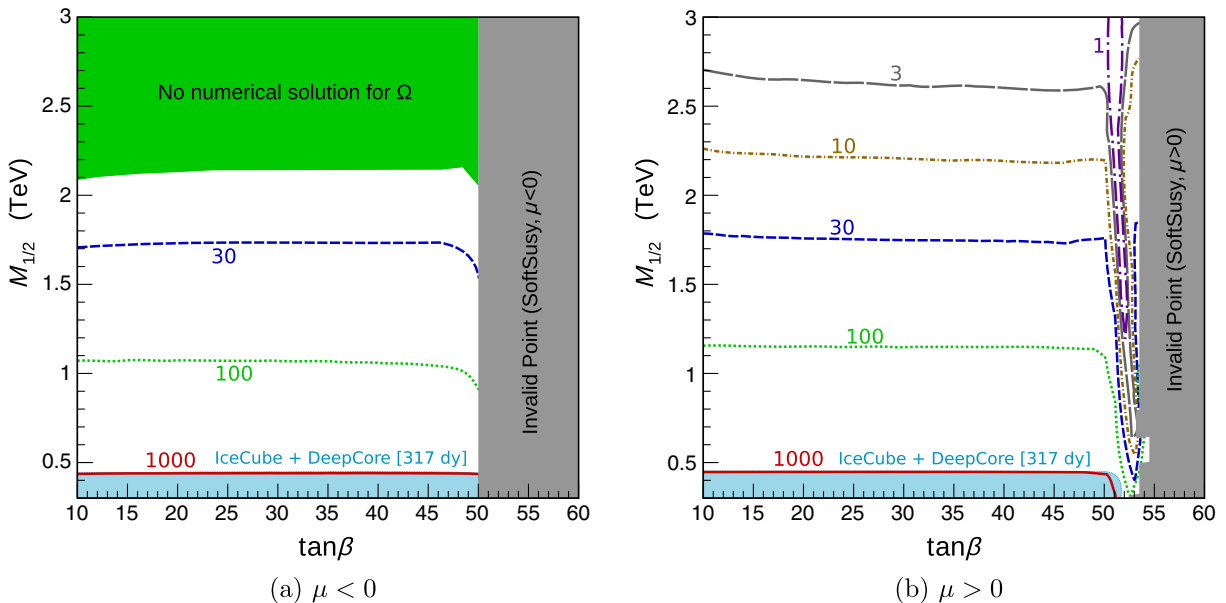 3
2.5
2
1.5
1
0.5
M1/2 (TeV)
No numerical solution for Ω
30
100
1000
IceCube + DeepCore [317 dy]
Invalid Point (SoftSusy, μ<0)
10 15 20 25 30 35 40 45 50 55 60
tanβ
(a) μ < 0
3
2.5
2
1.5
1
0.5
M1/2 (TeV)
1
3
10
30
100
1000
IceCube + DeepCore [317 dy]
Invalid Point (SoftSusy, μ>0)
10 15 20 25 30 35 40 45 50 55 60
tanβ
(b) μ > 0